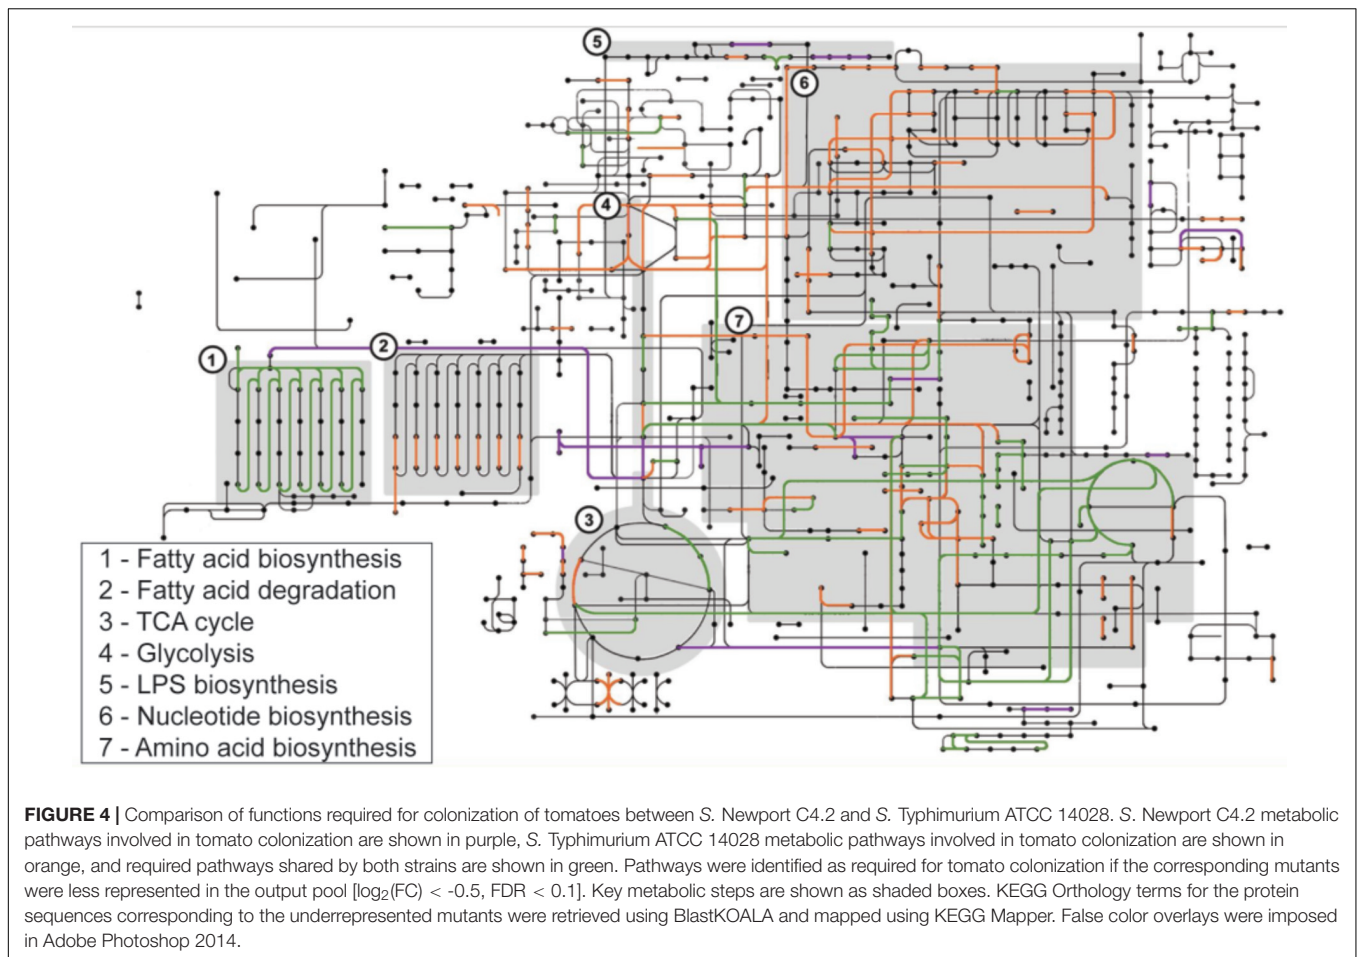 5
6
4
7
1
2
3
1 - Fatty acid biosynthesis
2 - Fatty acid degradation
3 - TCA cycle
4 - Glycolysis
5 - LPS biosynthesis
6 - Nucleotide biosynthesis
7 - Amino acid biosynthesis
FIGURE 4 | Comparison of functions required for colonization of tomatoes between S. Newport C4.2 and S. Typhimurium ATCC 14028. S. Newport C4.2 metabolic
pathways involved in tomato colonization are shown in purple, S. Typhimurium ATCC 14028 metabolic pathways involved in tomato colonization are shown in
orange, and required pathways shared by both strains are shown in green. Pathways were identified as required for tomato colonization if the corresponding mutants
were less represented in the output pool [log₂(FC) < -0.5, FDR < 0.1]. Key metabolic steps are shown as shaded boxes. KEGG Orthology terms for the protein
sequences corresponding to the underrepresented mutants were retrieved using BlastKOALA and mapped using KEGG Mapper. False color overlays were imposed
in Adobe Photoshop 2014.